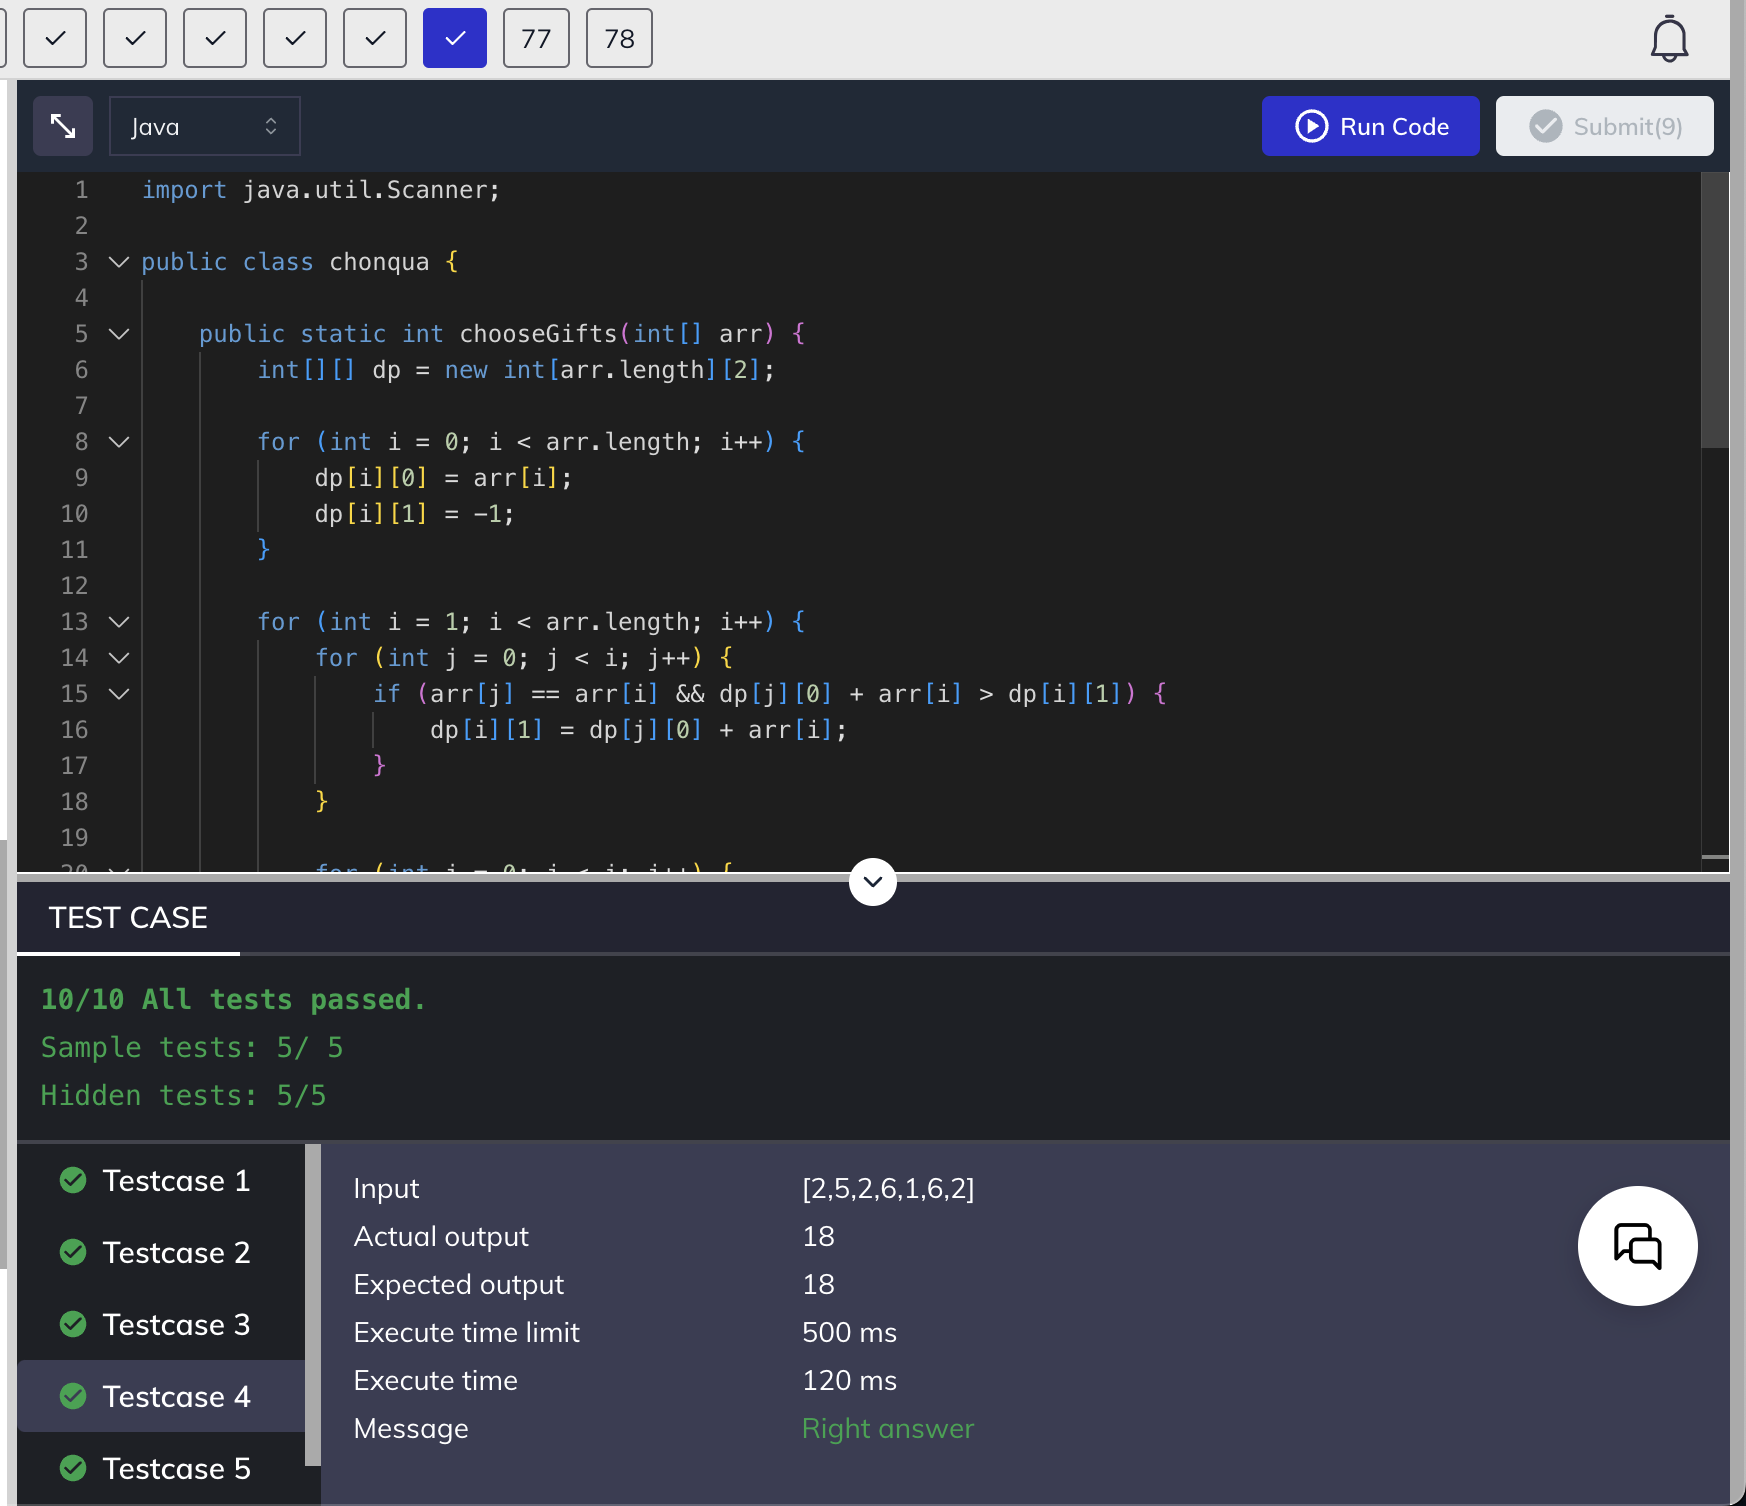 77
78
Java
Run Code
Submit(9)
1 import java.util.Scanner;
2
3 public class chonqua {
4
5 public static int chooseGifts(int[] arr) {
6 int[][] dp = new int[arr.length][2];
7
8 for (int i = 0; i < arr.length; i++) {
9 dp[i][0] = arr[i];
10 dp[i][1] = -1;
11 }
12
13 for (int i = 1; i < arr.length; i++) {
14 for (int j = 0; j < i; j++) {
15 if (arr[j] == arr[i] && dp[j][0] + arr[i] > dp[i][1]) {
16 dp[i][1] = dp[j][0] + arr[i];
17 }
18 }
19
20 for (int j = 0; j < i; j++) {
TEST CASE
10/10 All tests passed.
Sample tests: 5/ 5
Hidden tests: 5/5
Testcase 1
Testcase 2
Testcase 3
Testcase 4
Testcase 5
Input [2,5,2,6,1,6,2]
Actual output 18
Expected output 18
Execute time limit 500 ms
Execute time 120 ms
Message Right answer